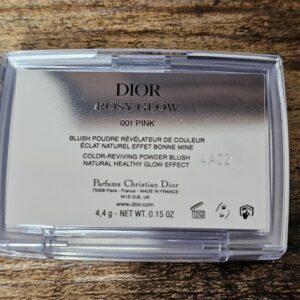 DIOR
ROSY GLOW
001 PINK
BLUSH POUDRE RÉVÉLATEUR DE COULEUR
ÉCLAT NATUREL EFFET BONNE MINE
COLOR-REVIVING POWDER BLUSH
NATURAL HEALTHY GLOW EFFECT
4A02
Parfums Christian Dior
75008 Paris - France - MADE IN FRANCE
W1S 2UE, UK
www.dior.com
4,4 g - NET WT. 0.15 OZ